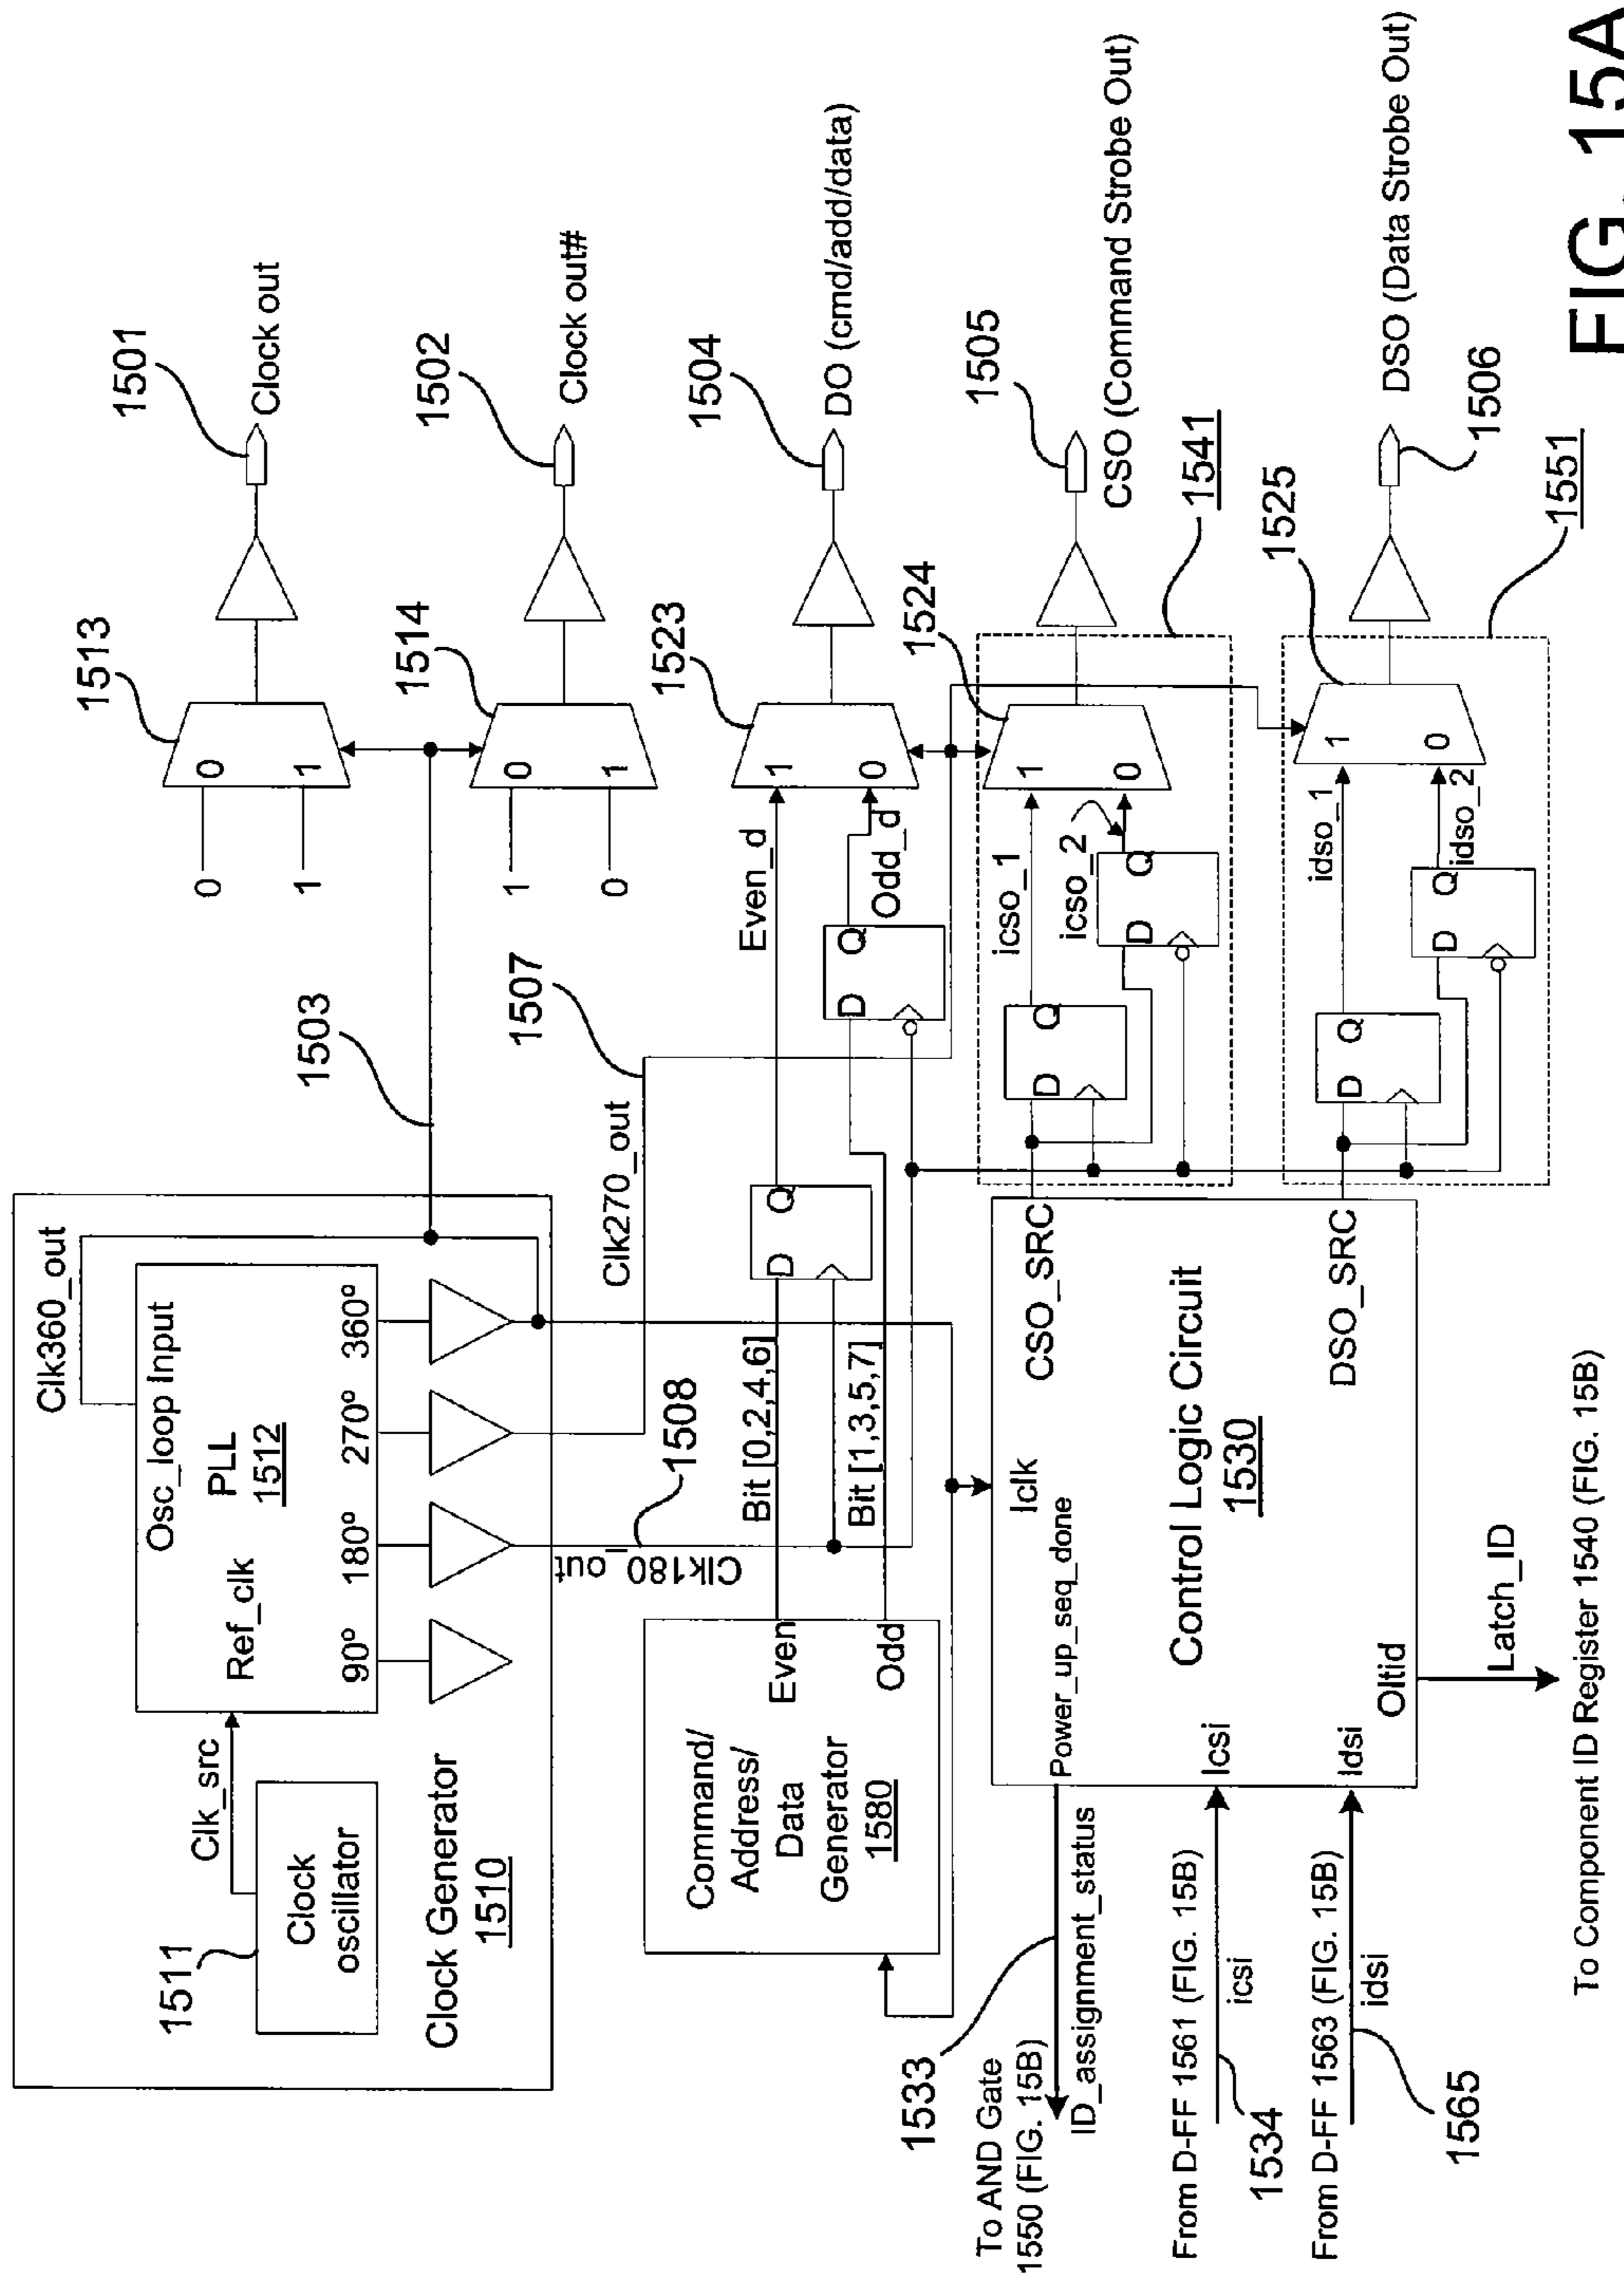 Clock Generator
1510
1511
Clock
oscillator
Clk_src
Ref_clk
PLL
1512
Osc_loop Input
90°
180°
270°
360°
Clk360_out
1503
1513
0
1
0
1
1501
Clock out
1514
1
0
0
1
1502
Clock out#
Clk270_out
1507
1508
Clk180_out
Command/
Address/
Data
Generator
1580
Even
Odd
Bit [0,2,4,6]
Bit [1,3,5,7]
D
Q
D
Q
Even_d
Odd_d
1523
1
0
1504
DO (cmd/add/data)
1533
To AND Gate
1550 (FIG. 15B)
ID_assignment_status
From D-FF 1561 (FIG. 15B)
icsi
1534
From D-FF 1563 (FIG. 15B)
idsi
1565
Iclk
Power_up_seq_done
Icsi
Idsi
Control Logic Circuit
1530
CSO_SRC
DSO_SRC
Oltid
Latch_ID
To Component ID Register 1540 (FIG. 15B)
D
Q
D
Q
icso_1
icso_2
1524
1
0
1505
CSO (Command Strobe Out)
1541
D
Q
D
Q
idso_1
idso_2
1525
1
0
1506
DSO (Data Strobe Out)
1551
FIG. 15A